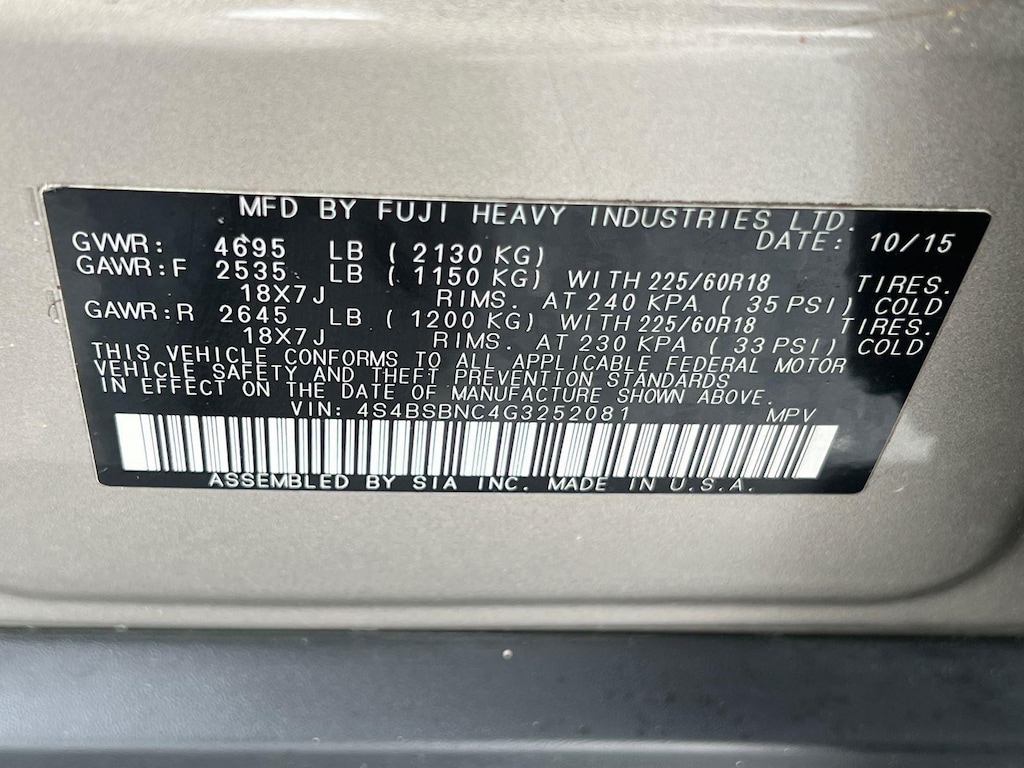 MFD BY FUJI HEAVY INDUSTRIES LTD.
DATE: 10/15
GVWR: 4695 LB ( 2130 KG)
GAWR:F 2535 LB ( 1150 KG) WITH 225/60R18 TIRES.
18X7J RIMS. AT 240 KPA ( 35 PSI) COLD
GAWR:R 2645 LB ( 1200 KG) WITH 225/60R18 TIRES.
18X7J RIMS. AT 230 KPA ( 33 PSI) COLD
THIS VEHICLE CONFORMS TO ALL APPLICABLE FEDERAL MOTOR
VEHICLE SAFETY AND THEFT PREVENTION STANDARDS
IN EFFECT ON THE DATE OF MANUFACTURE SHOWN ABOVE.
VIN: 4S4BSBNC4G3252081 MPV
ASSEMBLED BY SIA INC. MADE IN U.S.A.